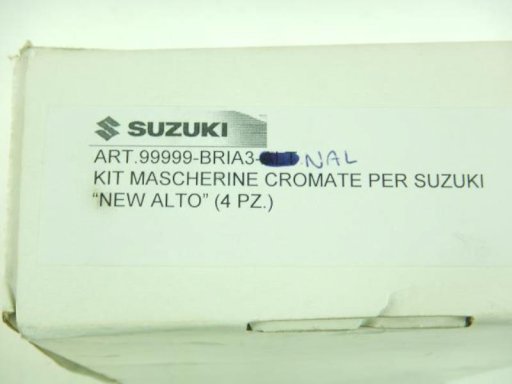 SUZUKI
ART.99999-BRIA3- NAL
KIT MASCHERINE CROMATE PER SUZUKI
“NEW ALTO” (4 PZ.)